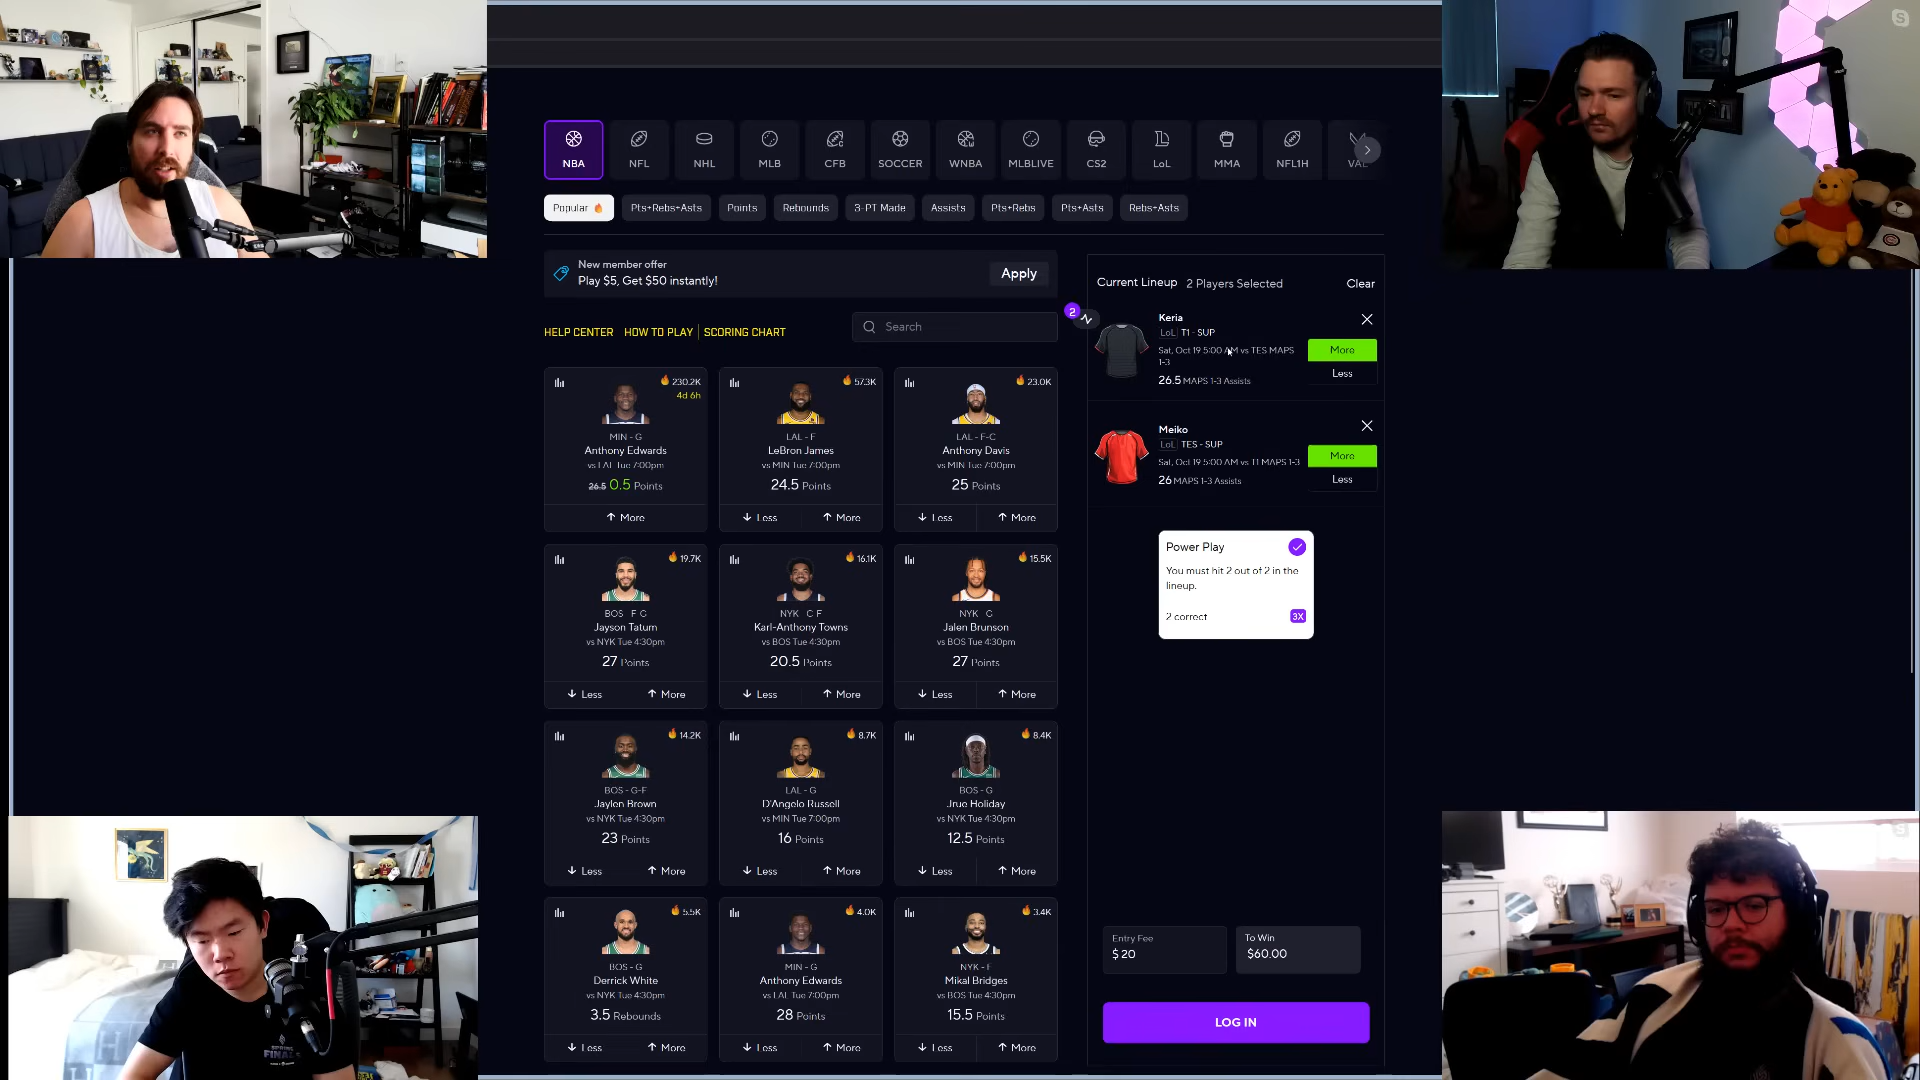 NBA
NFL
NHL
MLB
CFB
SOCCER
WNBA
MLBLIVE
CS2
LoL
MMA
NFL1H
Popular
Pts+Rebs+Asts
Points
Rebounds
3-PT Made
Assists
Pts+Rebs
Pts+Asts
Rebs+Asts
New member offer
Play $5, Get $50 instantly!
Apply
HELP CENTER
HOW TO PLAY
SCORING CHART
Search
230.2K
4d 6h
MIN - G
Anthony Edwards
vs LAL Tue 7:00pm
26.5 0.5 Points
More
57.3K
LAL - F
LeBron James
vs MIN Tue 7:00pm
24.5 Points
Less More
23.0K
LAL - F-C
Anthony Davis
vs MIN Tue 7:00pm
25 Points
Less More
19.7K
BOS F G
Jayson Tatum
vs NYK Tue 4:30pm
27 Points
Less More
16.1K
NYK C F
Karl-Anthony Towns
vs BOS Tue 4:30pm
20.5 Points
Less More
15.5K
NYK G
Jalen Brunson
vs BOS Tue 4:30pm
27 Points
Less More
14.2K
BOS - G-F
Jaylen Brown
vs NYK Tue 4:30pm
23 Points
Less More
8.7K
LAL - G
D'Angelo Russell
vs MIN Tue 7:00pm
16 Points
Less More
8.4K
BOS - G
Jrue Holiday
vs NYK Tue 4:30pm
12.5 Points
Less More
5.5K
BOS - G
Derrick White
vs NYK Tue 4:30pm
3.5 Rebounds
Less More
4.0K
MIN - G
Anthony Edwards
vs LAL Tue 7:00pm
28 Points
Less More
3.4K
NYK - F
Mikal Bridges
vs BOS Tue 4:30pm
15.5 Points
Less More
Current Lineup 2 Players Selected Clear
2
Keria
LoL T1 - SUP
Sat, Oct 19 5:00 AM vs TES MAPS
1-3
26.5 MAPS 1-3 Assists
More
Less
Meiko
LoL TES - SUP
Sat, Oct 19 5:00 AM vs T1 MAPS 1-3
26 MAPS 1-3 Assists
More
Less
Power Play
You must hit 2 out of 2 in the
lineup.
2 correct 3X
Entry Fee
$ 20
To Win
$60.00
LOG IN